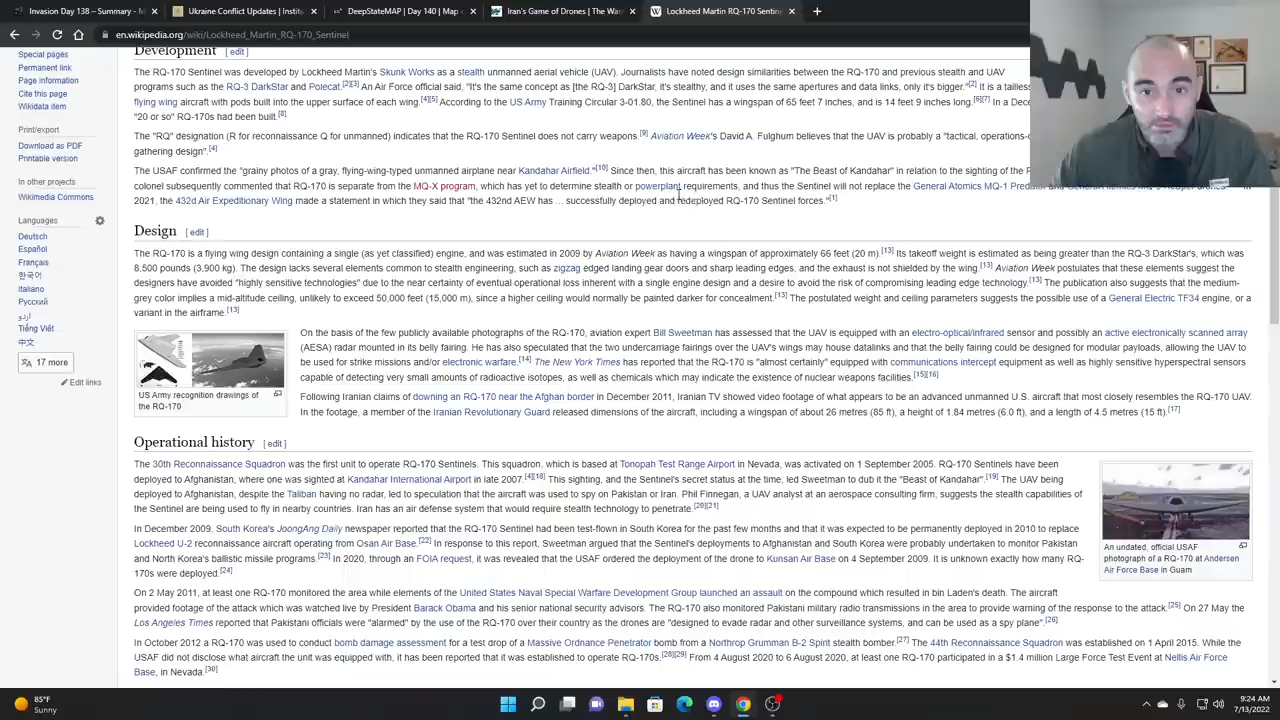 Invasion Day 138 – Summary - M
Ukraine Conflict Updates | Instit
DeepStateMAP | Day 140 | Map o
Iran's Game of Drones | The Was
Lockheed Martin RQ-170 Sentinel
en.wikipedia.org/wiki/Lockheed_Martin_RQ-170_Sentinel
Special pages
Permanent link
Page information
Cite this page
Wikidata item
Print/export
Download as PDF
Printable version
In other projects
Wikimedia Commons
Languages
Deutsch
Español
Français
한국어
Italiano
Русский
اردو
Tiếng Việt
中文
17 more
Edit links
Development [ edit ]
The RQ-170 Sentinel was developed by Lockheed Martin's Skunk Works as a stealth unmanned aerial vehicle (UAV). Journalists have noted design similarities between the RQ-170 and previous stealth and UAV
programs such as the RQ-3 DarkStar and Polecat.[2][3] An Air Force official said, "It's the same concept as [the RQ-3] DarkStar, it's stealthy, and it uses the same apertures and data links, only it's bigger."[2] It is a tailless
flying wing aircraft with pods built into the upper surface of each wing.[4][5] According to the US Army Training Circular 3-01.80, the Sentinel has a wingspan of 65 feet 7 inches, and is 14 feet 9 inches long.[6][7] In a Dece
"20 or so" RQ-170s had been built.[8]
The "RQ" designation (R for reconnaissance Q for unmanned) indicates that the RQ-170 Sentinel does not carry weapons.[9] Aviation Week's David A. Fulghum believes that the UAV is probably a "tactical, operations-o
gathering design".[4]
The USAF confirmed the "grainy photos of a gray, flying-wing-typed unmanned airplane near Kandahar Airfield."[10] Since then, this aircraft has been known as "The Beast of Kandahar" in relation to the sighting of the R
colonel subsequently commented that RQ-170 is separate from the MQ-X program, which has yet to determine stealth or powerplant requirements, and thus the Sentinel will not replace the General Atomics MQ-1 Predator
2021, the 432d Air Expeditionary Wing made a statement in which they said that "the 432nd AEW has ... successfully deployed and redeployed RQ-170 Sentinel forces."[1]
Design [ edit ]
The RQ-170 is a flying wing design containing a single (as yet classified) engine, and was estimated in 2009 by Aviation Week as having a wingspan of approximately 66 feet (20 m).[13] Its takeoff weight is estimated as being greater than the RQ-3 DarkStar's, which was
8,500 pounds (3,900 kg). The design lacks several elements common to stealth engineering, such as zigzag edged landing gear doors and sharp leading edges, and the exhaust is not shielded by the wing.[13] Aviation Week postulates that these elements suggest the
designers have avoided "highly sensitive technologies" due to the near certainty of eventual operational loss inherent with a single engine design and a desire to avoid the risk of compromising leading edge technology.[13] The publication also suggests that the medium-
grey color implies a mid-altitude ceiling, unlikely to exceed 50,000 feet (15,000 m), since a higher ceiling would normally be painted darker for concealment.[13] The postulated weight and ceiling parameters suggests the possible use of a General Electric TF34 engine, or a
variant in the airframe.[13]
US Army recognition drawings of
the RQ-170
On the basis of the few publicly available photographs of the RQ-170, aviation expert Bill Sweetman has assessed that the UAV is equipped with an electro-optical/infrared sensor and possibly an active electronically scanned array
(AESA) radar mounted in its belly fairing. He has also speculated that the two undercarriage fairings over the UAV's wings may house datalinks and that the belly fairing could be designed for modular payloads, allowing the UAV to
be used for strike missions and/or electronic warfare.[14] The New York Times has reported that the RQ-170 is "almost certainly" equipped with communications intercept equipment as well as highly sensitive hyperspectral sensors
capable of detecting very small amounts of radioactive isotopes, as well as chemicals which may indicate the existence of nuclear weapons facilities.[15][16]
Following Iranian claims of downing an RQ-170 near the Afghan border in December 2011, Iranian TV showed video footage of what appears to be an advanced unmanned U.S. aircraft that most closely resembles the RQ-170 UAV.
In the footage, a member of the Iranian Revolutionary Guard released dimensions of the aircraft, including a wingspan of about 26 metres (85 ft), a height of 1.84 metres (6.0 ft), and a length of 4.5 metres (15 ft).[17]
Operational history [ edit ]
The 30th Reconnaissance Squadron was the first unit to operate RQ-170 Sentinels. This squadron, which is based at Tonopah Test Range Airport in Nevada, was activated on 1 September 2005. RQ-170 Sentinels have been
deployed to Afghanistan, where one was sighted at Kandahar International Airport in late 2007.[4][18] This sighting, and the Sentinel's secret status at the time, led Sweetman to dub it the "Beast of Kandahar".[19] The UAV being
deployed to Afghanistan, despite the Taliban having no radar, led to speculation that the aircraft was used to spy on Pakistan or Iran. Phil Finnegan, a UAV analyst at an aerospace consulting firm, suggests the stealth capabilities of
the Sentinel are being used to fly in nearby countries. Iran has an air defense system that would require stealth technology to penetrate.[20][21]
In December 2009, South Korea's JoongAng Daily newspaper reported that the RQ-170 Sentinel had been test-flown in South Korea for the past few months and that it was expected to be permanently deployed in 2010 to replace
Lockheed U-2 reconnaissance aircraft operating from Osan Air Base.[22] In response to this report, Sweetman argued that the Sentinel's deployments to Afghanistan and South Korea were probably undertaken to monitor Pakistan
and North Korea's ballistic missile programs.[23] In 2020, through an FOIA request, it was revealed that the USAF ordered the deployment of the drone to Kunsan Air Base on 4 September 2009. It is unknown exactly how many RQ-
170s were deployed.[24]
An undated, official USAF
photograph of a RQ-170 at Andersen
Air Force Base in Guam
On 2 May 2011, at least one RQ-170 monitored the area while elements of the United States Naval Special Warfare Development Group launched an assault on the compound which resulted in bin Laden's death. The aircraft
provided footage of the attack which was watched live by President Barack Obama and his senior national security advisors. The RQ-170 also monitored Pakistani military radio transmissions in the area to provide warning of the response to the attack.[25] On 27 May the
Los Angeles Times reported that Pakistani officials were "alarmed" by the use of the RQ-170 over their country as the drones are "designed to evade radar and other surveillance systems, and can be used as a spy plane".[26]
In October 2012 a RQ-170 was used to conduct bomb damage assessment for a test drop of a Massive Ordnance Penetrator bomb from a Northrop Grumman B-2 Spirit stealth bomber.[27] The 44th Reconnaissance Squadron was established on 1 April 2015. While the
USAF did not disclose what aircraft the unit was equipped with, it has been reported that it was established to operate RQ-170s.[28][29] From 4 August 2020 to 6 August 2020, at least one RQ-170 participated in a $1.4 million Large Force Test Event at Nellis Air Force
Base, in Nevada.[30]
85°F
Sunny
9:24 AM
7/13/2022